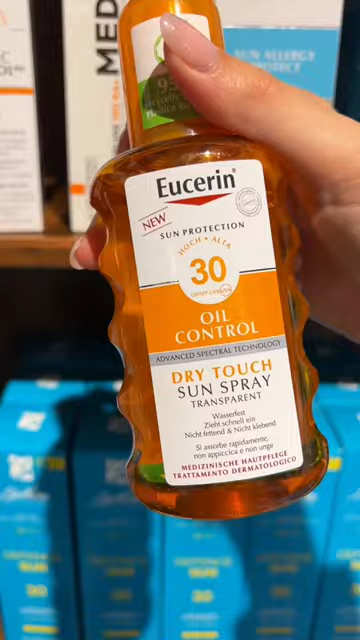 MED
SUN ALLERGY
PROTECT
Eucerin
NEW
SUN PROTECTION
HOCH • ALTA
30
OIL
CONTROL
ADVANCED SPECTRAL TECHNOLOGY
DRY TOUCH
SUN SPRAY
TRANSPARENT
Wasserfest
Zieht schnell ein
Nicht fettend & Nicht klebend
Si assorbe rapidamente,
non appiccica e non unge
MEDIZINISCHE HAUTPFLEGE
TRATTAMENTO DERMATOLOGICO